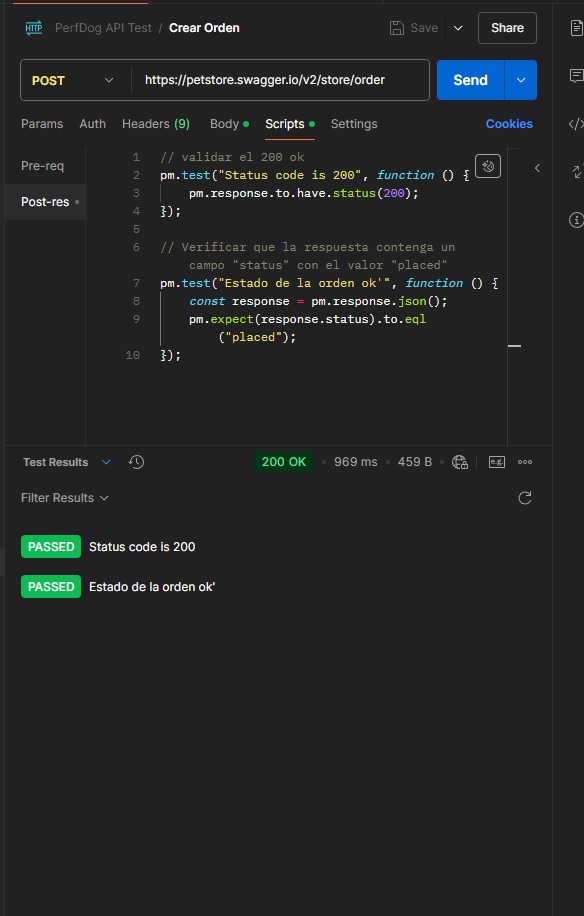 HTTP PerfDog API Test / Crear Orden Save Share
POST https://petstore.swagger.io/v2/store/order Send
Params Auth Headers (9) Body Scripts Settings Cookies
Pre-req
Post-res
1 // validar el 200 ok
2 pm.test("Status code is 200", function () {
3 pm.response.to.have.status(200);
4 });
5
6 // Verificar que la respuesta contenga un
campo "status" con el valor "placed"
7 pm.test("Estado de la orden ok'", function () {
8 const response = pm.response.json();
9 pm.expect(response.status).to.eql
("placed");
10 });
Test Results 200 OK • 969 ms • 459 B • e.g.
Filter Results
PASSED Status code is 200
PASSED Estado de la orden ok'